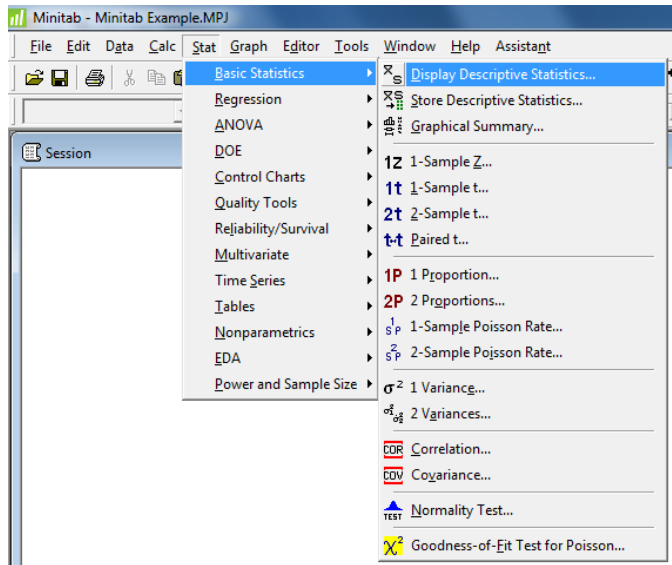 Minitab - Minitab Example.MPJ
File Edit Data Calc Stat Graph Editor Tools Window Help Assistant
Session
Basic Statistics
Regression
ANOVA
DOE
Control Charts
Quality Tools
Reliability/Survival
Multivariate
Time Series
Tables
Nonparametrics
EDA
Power and Sample Size
Display Descriptive Statistics...
Store Descriptive Statistics...
Graphical Summary...
1Z 1-Sample Z...
1t 1-Sample t...
2t 2-Sample t...
t-t Paired t...
1P 1 Proportion...
2P 2 Proportions...
1-Sample Poisson Rate...
2-Sample Poisson Rate...
σ² 1 Variance...
2 Variances...
COR Correlation...
COV Covariance...
TEST Normality Test...
χ² Goodness-of-Fit Test for Poisson...